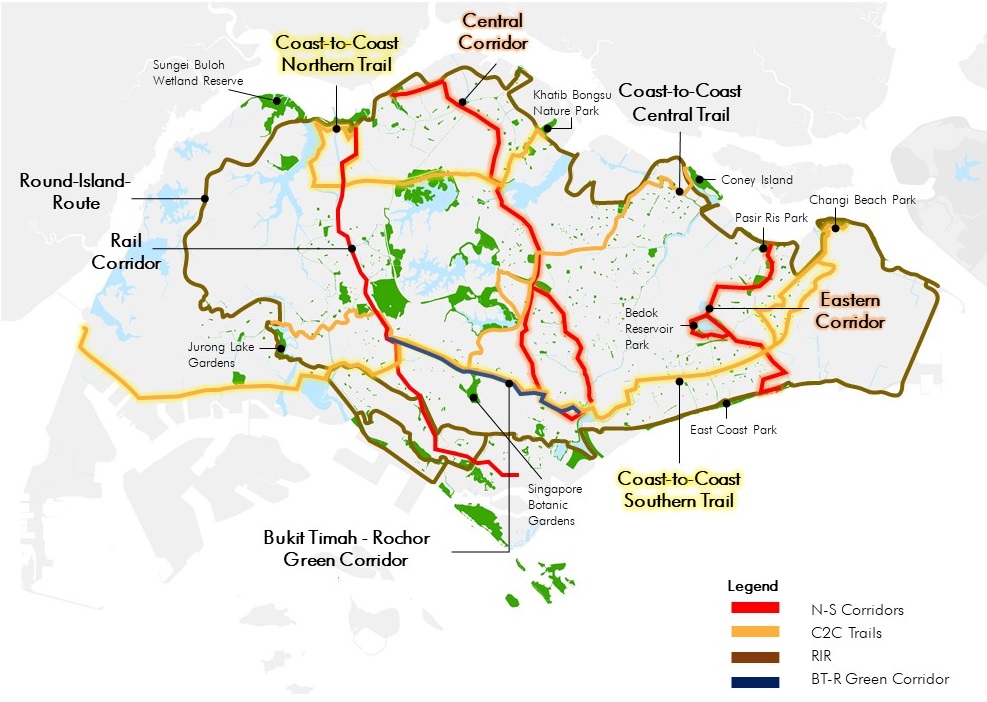 Central
Corridor
Coast-to-Coast
Northern Trail
Sungei Buloh
Wetland Reserve
Khatib Bongsu
Nature Park
Coast-to-Coast
Central Trail
Round-Island-
Route
Coney Island
Changi Beach Park
Pasir Ris Park
Rail
Corridor
Eastern
Corridor
Bedok
Reservoir
Park
Jurong Lake
Gardens
East Coast Park
Coast-to-Coast
Southern Trail
Singapore
Botanic
Gardens
Bukit Timah - Rochor
Green Corridor
Legend
N-S Corridors
C2C Trails
RIR
BT-R Green Corridor